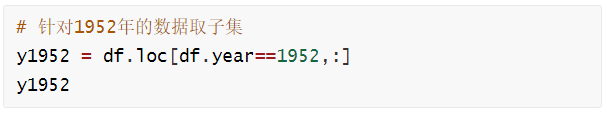 # 针对1952年的数据取子集
y1952 = df.loc[df.year==1952,:]
y1952